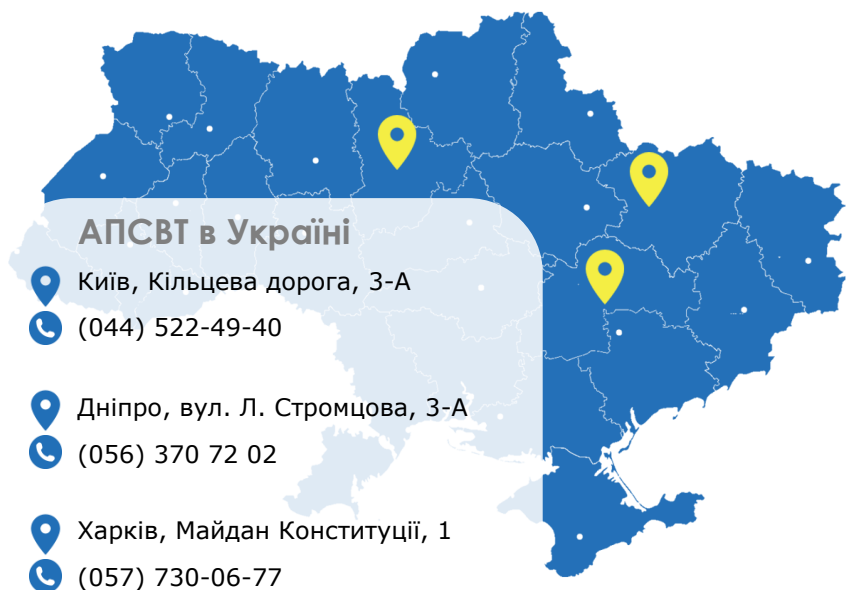 АПСВТ в Україні
Київ, Кільцева дорога, 3-А
(044) 522-49-40
Дніпро, вул. Л. Стромцова, 3-А
(056) 370 72 02
Харків, Майдан Конституції, 1
(057) 730-06-77